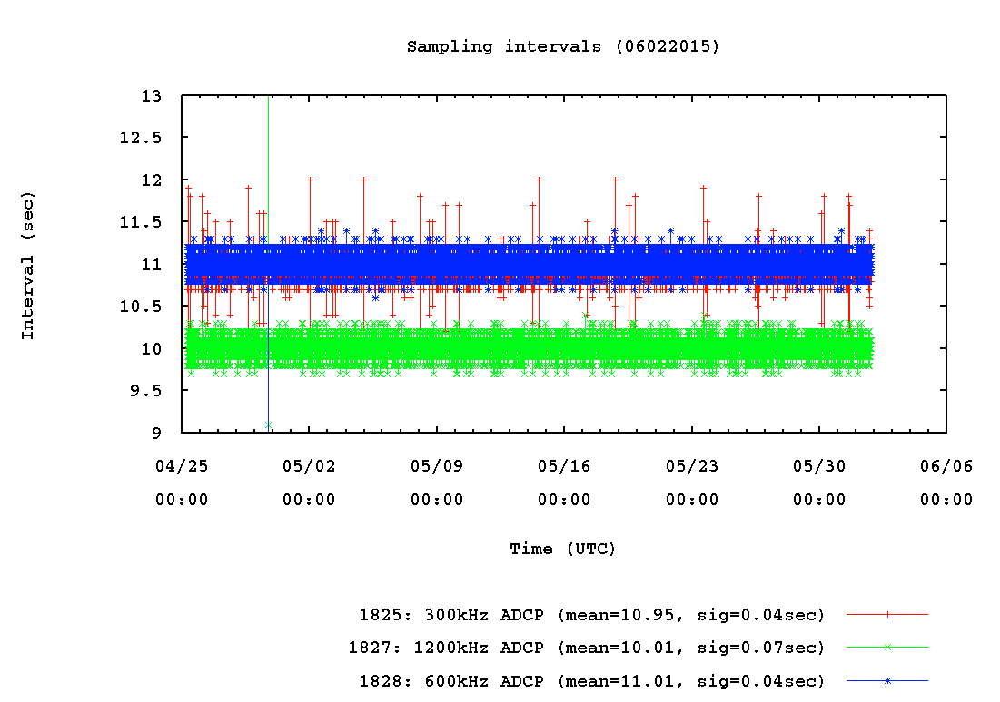 Sampling intervals (06022015)
13
12.5
12
11.5
11
10.5
10
9.5
9
Interval (sec)
04/25 05/02 05/09 05/16 05/23 05/30 06/06
00:00 00:00 00:00 00:00 00:00 00:00 00:00
Time (UTC)
1825: 300kHz ADCP (mean=10.95, sig=0.04sec)
1827: 1200kHz ADCP (mean=10.01, sig=0.07sec)
1828: 600kHz ADCP (mean=11.01, sig=0.04sec)